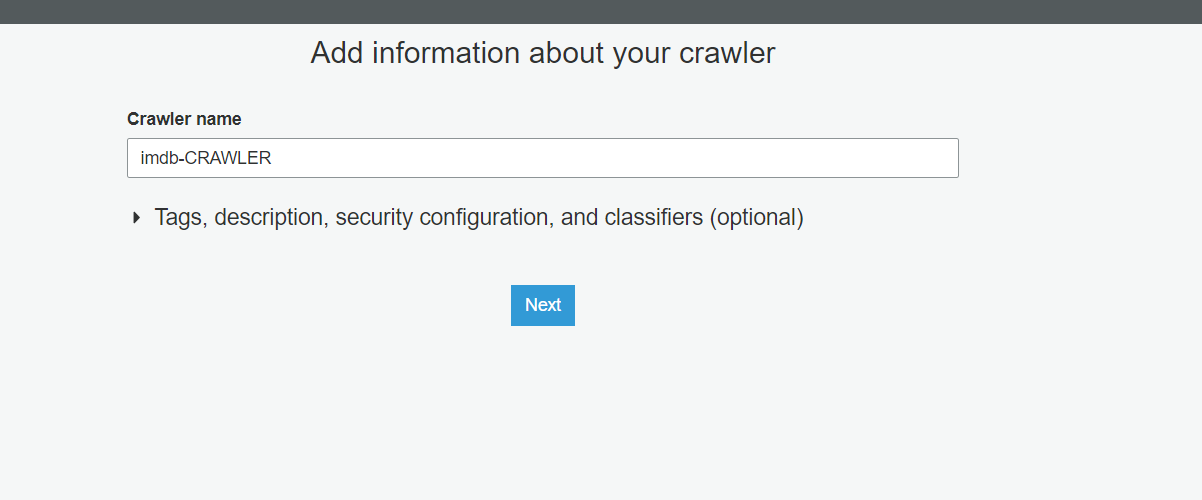 Add information about your crawler
Crawler name
imdb-CRAWLER
Tags, description, security configuration, and classifiers (optional)
Next